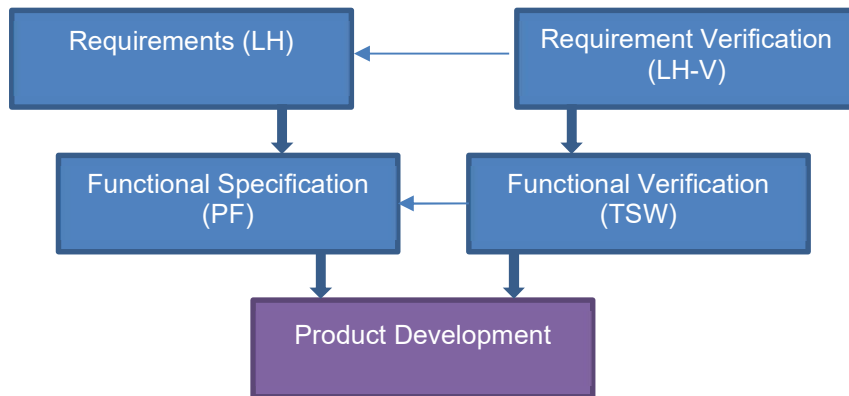 Requirements (LH)
Requirement Verification
(LH-V)
Functional Specification
(PF)
Functional Verification
(TSW)
Product Development